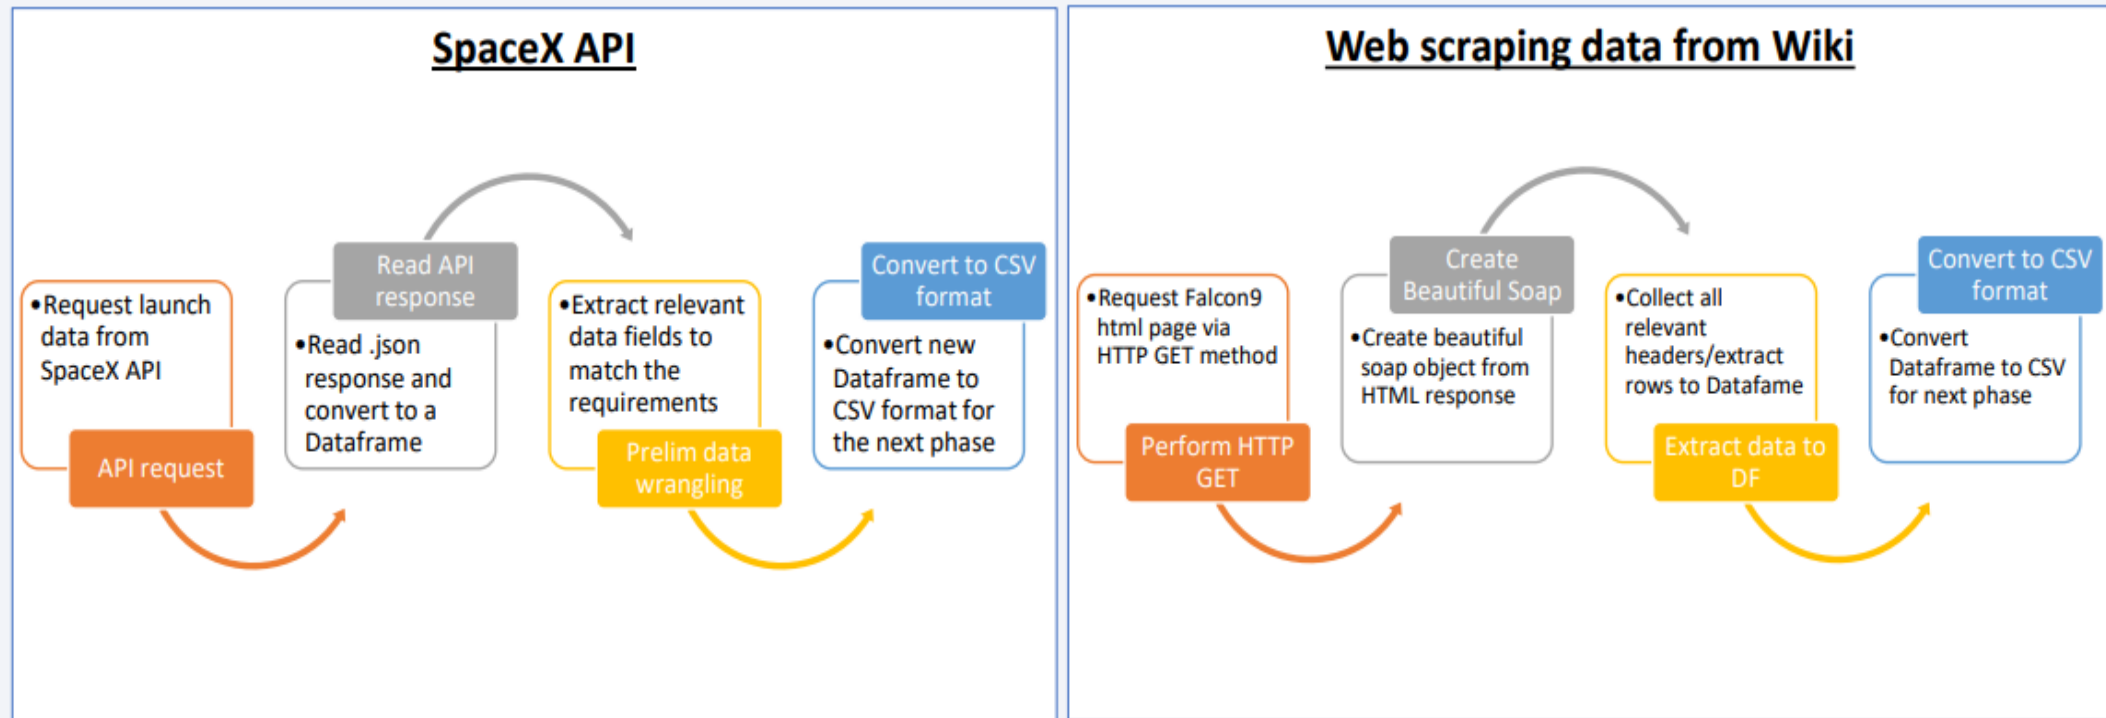 SpaceX API
•Request launch
data from
SpaceX API
API request
Read API
response
•Read .json
response and
convert to a
Dataframe
•Extract relevant
data fields to
match the
requirements
Prelim data
wrangling
Convert to CSV
format
•Convert new
Dataframe to
CSV format for
the next phase
Web scraping data from Wiki
•Request Falcon9
html page via
HTTP GET method
Perform HTTP
GET
Create
Beautiful Soap
•Create beautiful
soap object from
HTML response
•Collect all
relevant
headers/extract
rows to Datafame
Extract data to
DF
Convert to CSV
format
•Convert
Dataframe to CSV
for next phase